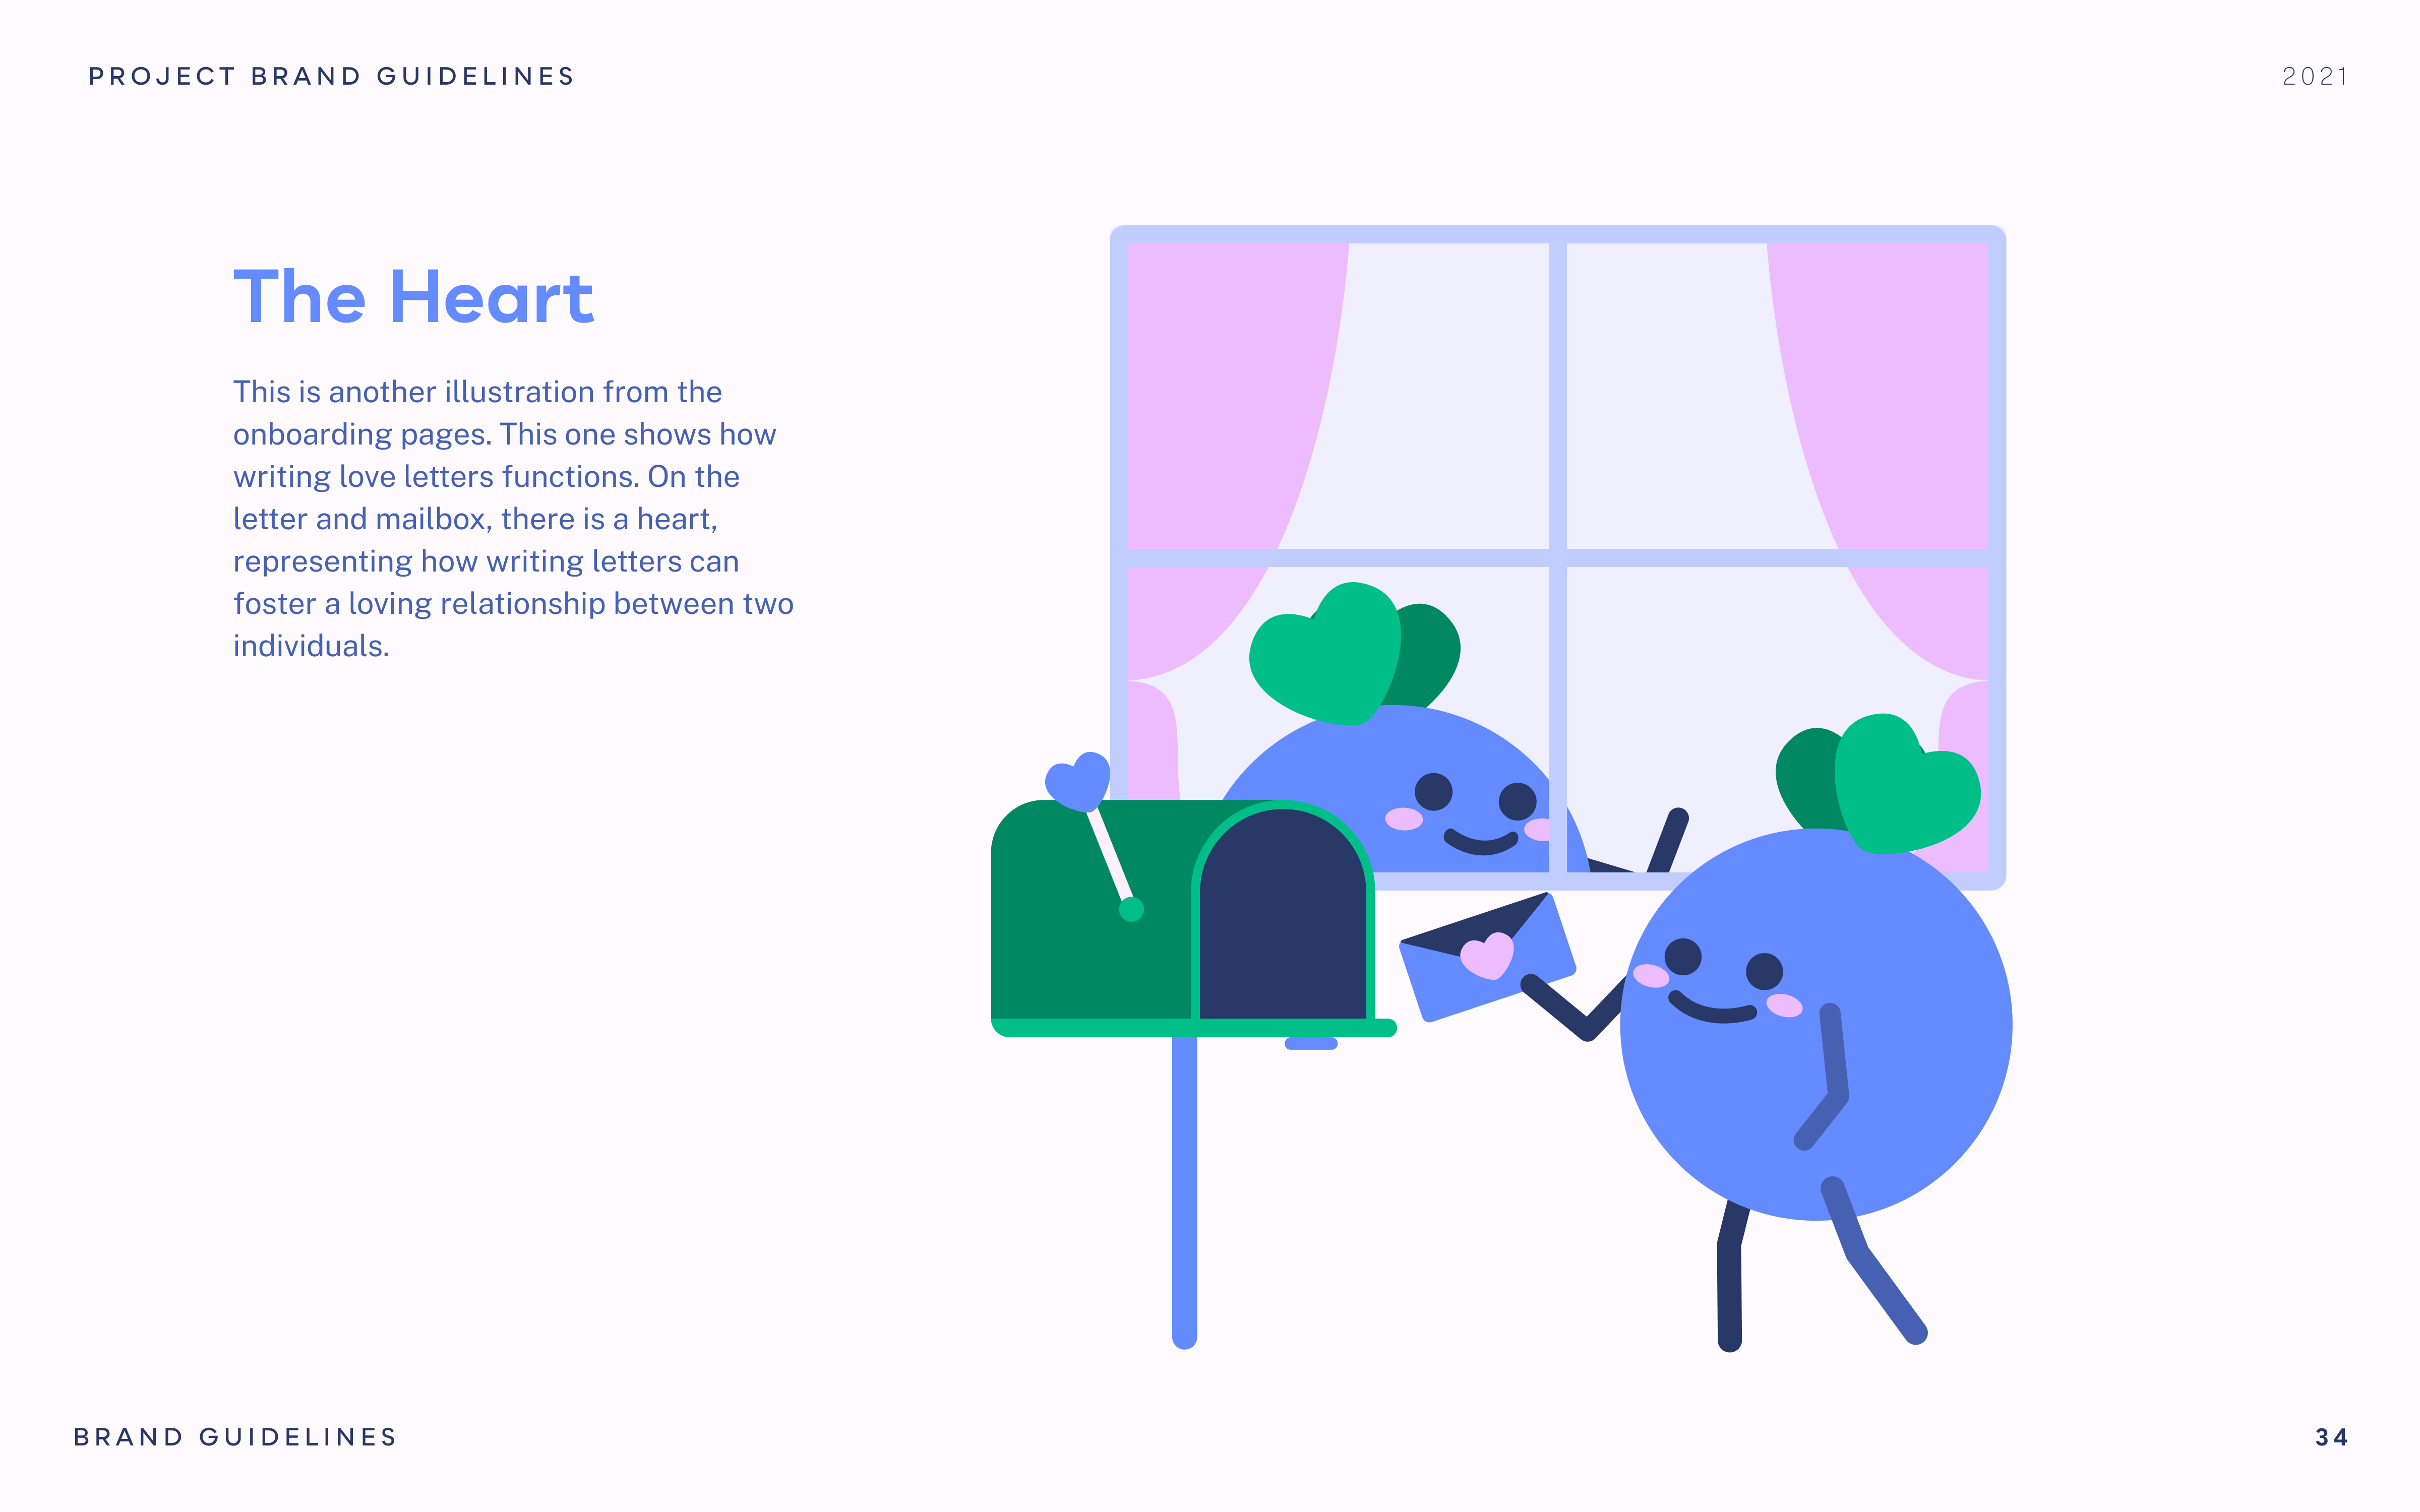 PROJECT BRAND GUIDELINES
2021
The Heart
This is another illustration from the
onboarding pages. This one shows how
writing love letters functions. On the
letter and mailbox, there is a heart,
representing how writing letters can
foster a loving relationship between two
individuals.
BRAND GUIDELINES
34